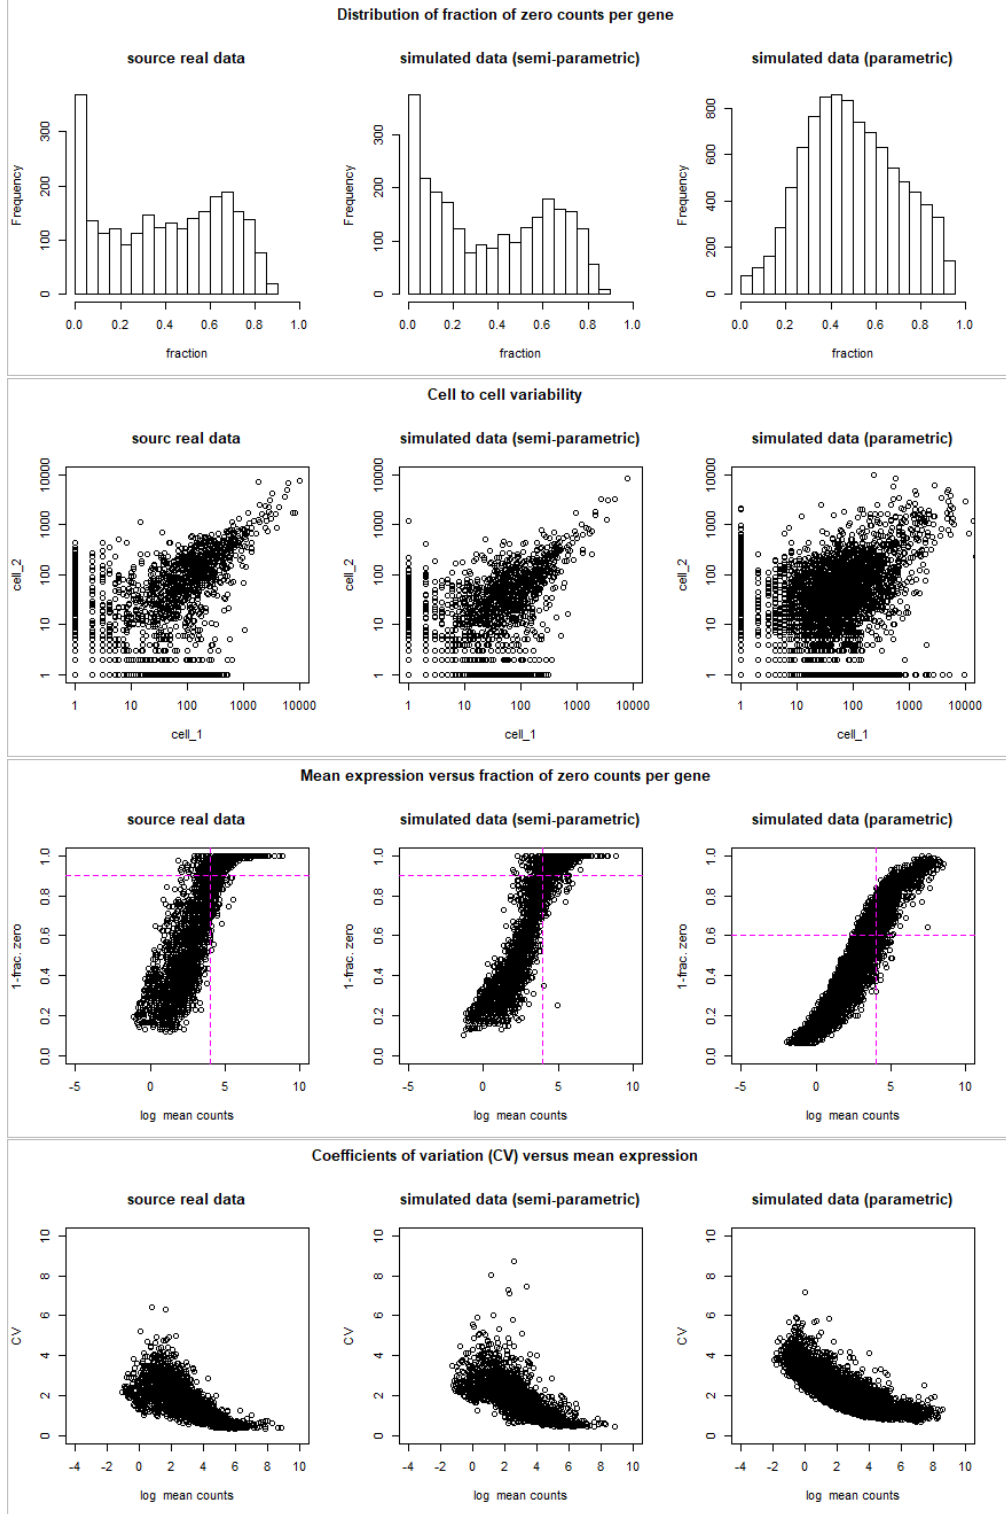 Distribution of fraction of zero counts per gene
source real data
simulated data (semi-parametric)
simulated data (parametric)
Frequency
0 100 200 300
0.0 0.2 0.4 0.6 0.8 1.0
fraction
Frequency
0 100 200 300
0.0 0.2 0.4 0.6 0.8 1.0
fraction
Frequency
0 200 400 600 800
0.0 0.2 0.4 0.6 0.8 1.0
fraction
Cell to cell variability
sourc real data
simulated data (semi-parametric)
simulated data (parametric)
cell_2
1 10 100 1000 10000
1 10 100 1000 10000
cell_1
cell_2
1 10 100 1000 10000
1 10 100 1000 10000
cell_1
cell_2
1 10 100 1000 10000
1 10 100 1000 10000
cell_1
Mean expression versus fraction of zero counts per gene
source real data
simulated data (semi-parametric)
simulated data (parametric)
1-frac. zero
0.0 0.2 0.4 0.6 0.8 1.0
-5 0 5 10
log mean counts
1-frac. zero
0.0 0.2 0.4 0.6 0.8 1.0
-5 0 5 10
log mean counts
1-frac. zero
0.0 0.2 0.4 0.6 0.8 1.0
-5 0 5 10
log mean counts
Coefficients of variation (CV) versus mean expression
source real data
simulated data (semi-parametric)
simulated data (parametric)
CV
0 2 4 6 8 10
-4 -2 0 2 4 6 8 10
log mean counts
CV
0 2 4 6 8 10
-4 -2 0 2 4 6 8 10
log mean counts
CV
0 2 4 6 8 10
-4 -2 0 2 4 6 8 10
log mean counts